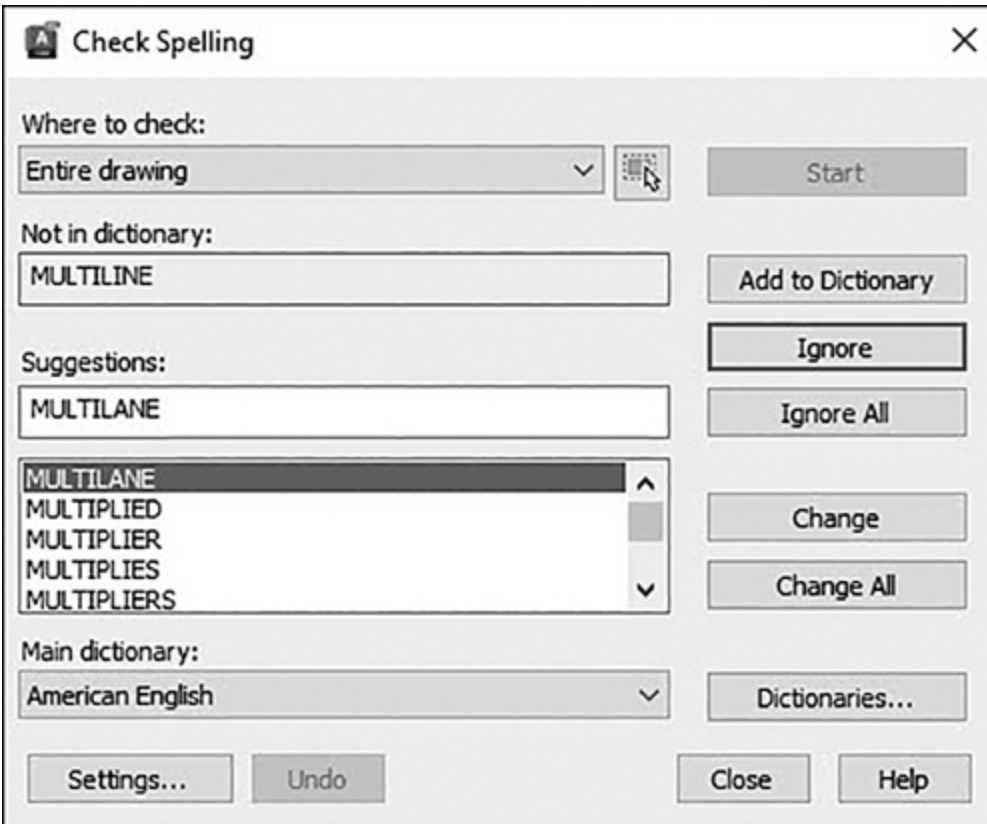 Check Spelling
Where to check:
Entire drawing
Start
Not in dictionary:
MULTILINE
Add to Dictionary
Ignore
Suggestions:
MULTILANE
Ignore All
MULTILANE
MULTIPLIED
MULTIPLIER
MULTIPLIES
MULTIPLIERS
Change
Change All
Main dictionary:
American English
Dictionaries...
Settings...
Undo
Close
Help